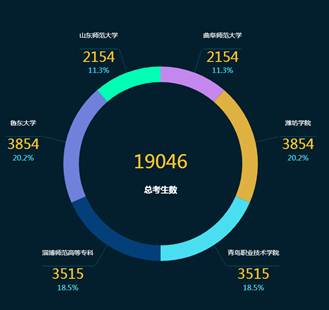 山东师范大学
2154
11.3%
曲阜师范大学
2154
11.3%
鲁东大学
3854
20.2%
潍坊学院
3854
20.2%
19046
总考生数
淄博师范高等专科
3515
18.5%
青岛职业技术学院
3515
18.5%